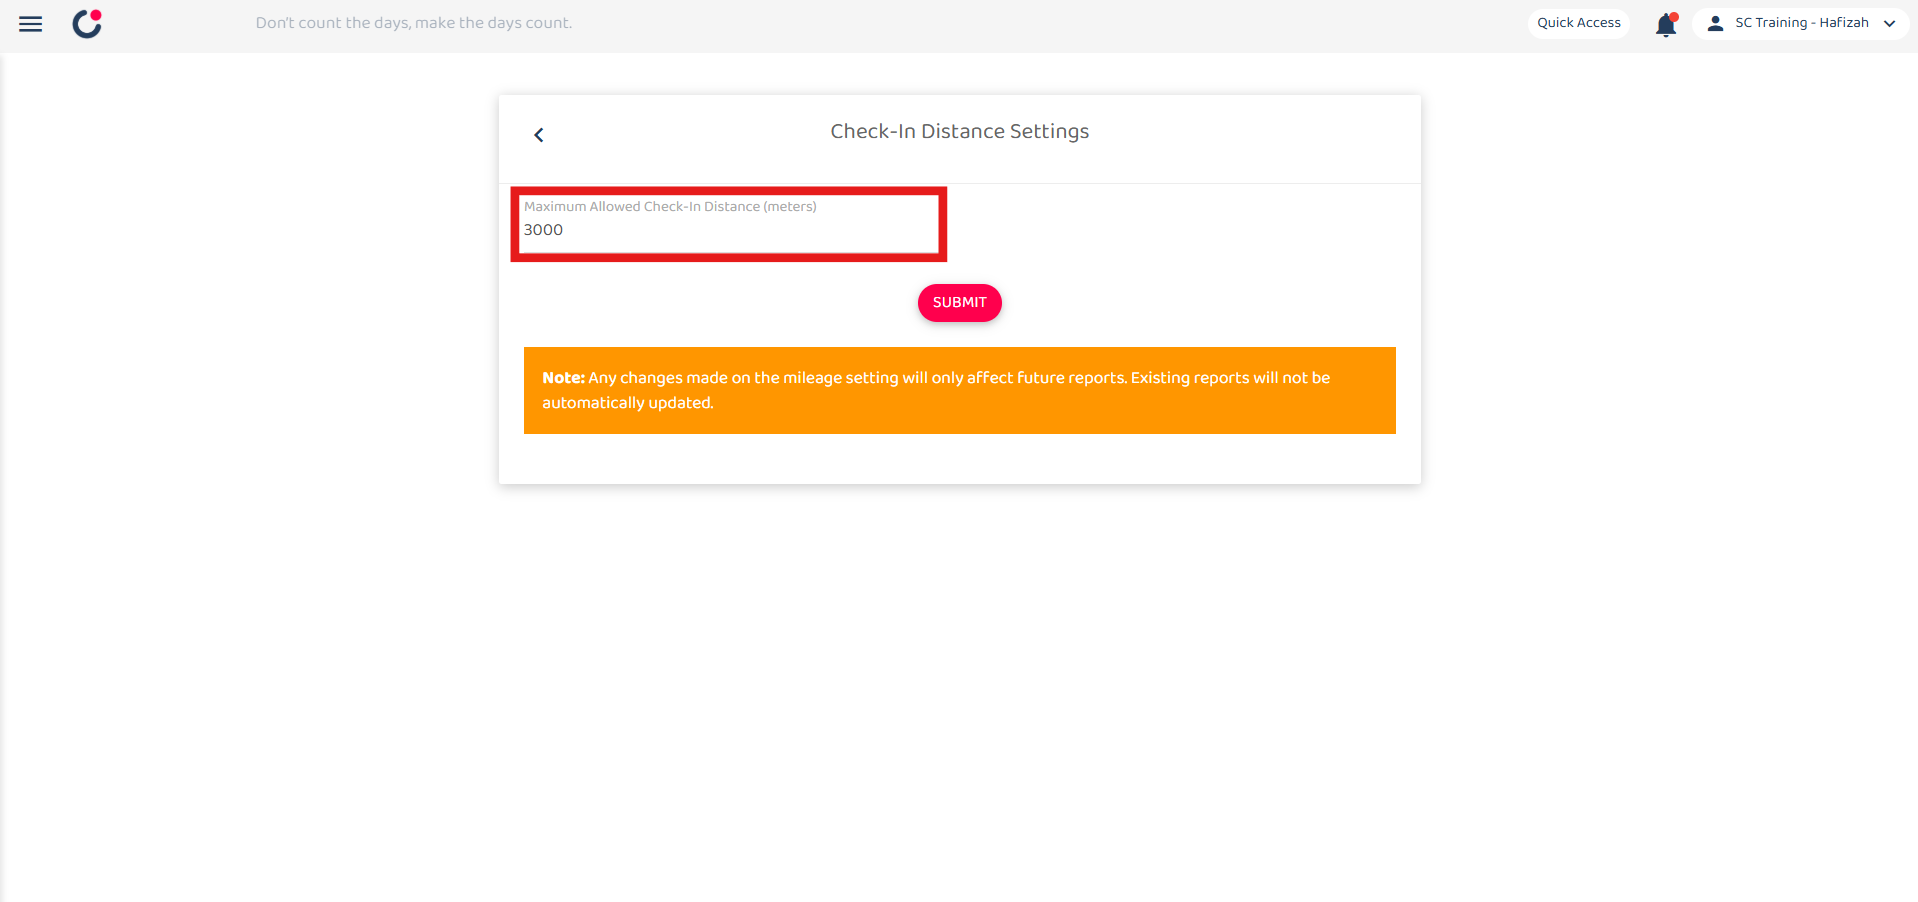 Don't count the days, make the days count.
Quick Access
SC Training - Hafizah
Check-In Distance Settings
Maximum Allowed Check-In Distance (meters)
3000
SUBMIT
Note: Any changes made on the mileage setting will only affect future reports. Existing reports will not be
automatically updated.